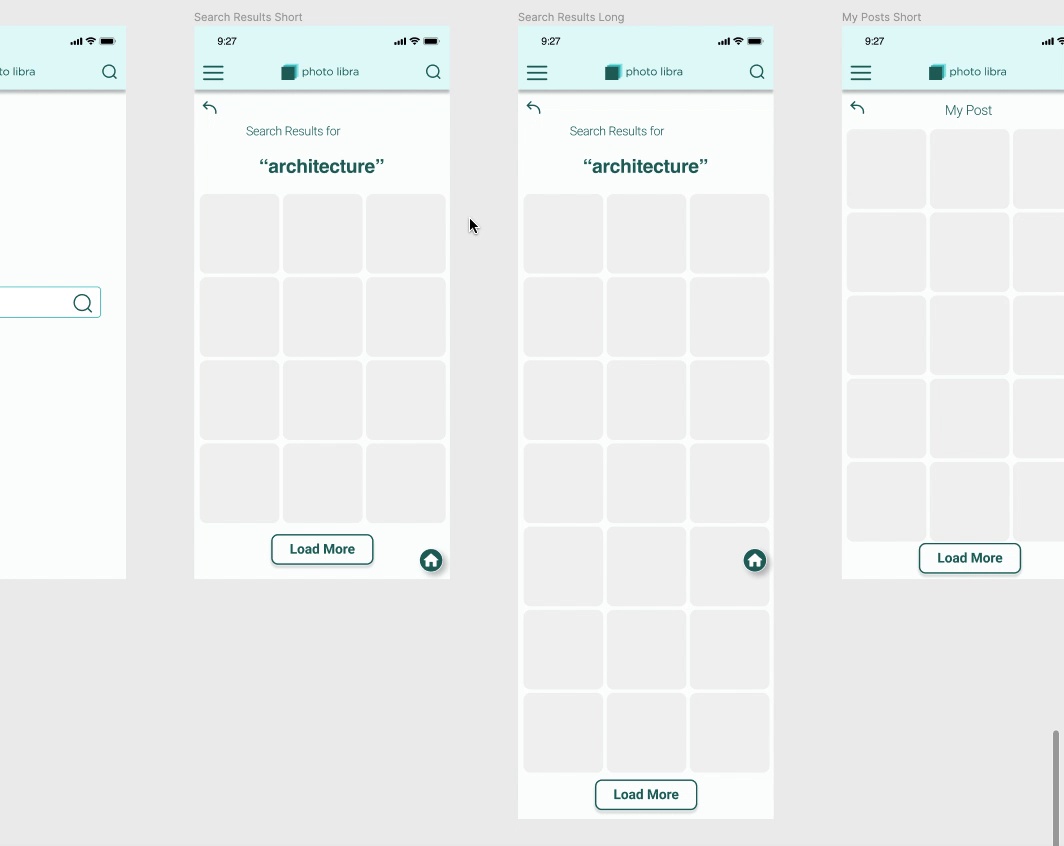 Search Results Short
Search Results Long
My Posts Short
to libra
9:27
photo libra
Search Results for
“architecture”
Load More
9:27
photo libra
Search Results for
“architecture”
Load More
9:27
photo libra
My Post
Load More